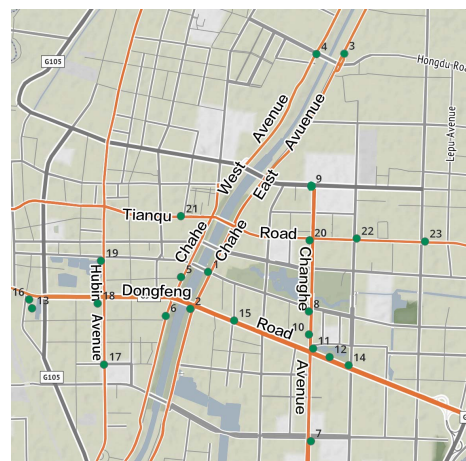 4
3
G105
Hongdu Roa
Avenue
Avuenue
Lepu-Avenue
West
East
9
21
Tianqu
Chahe
Chahe
Road
20
22
23
19
5
1
Changhe
Hubin
Dongfeng
16
13
18
6
2
15
Road
8
10
11
12
14
Avenue
17
Avenue
G105
7